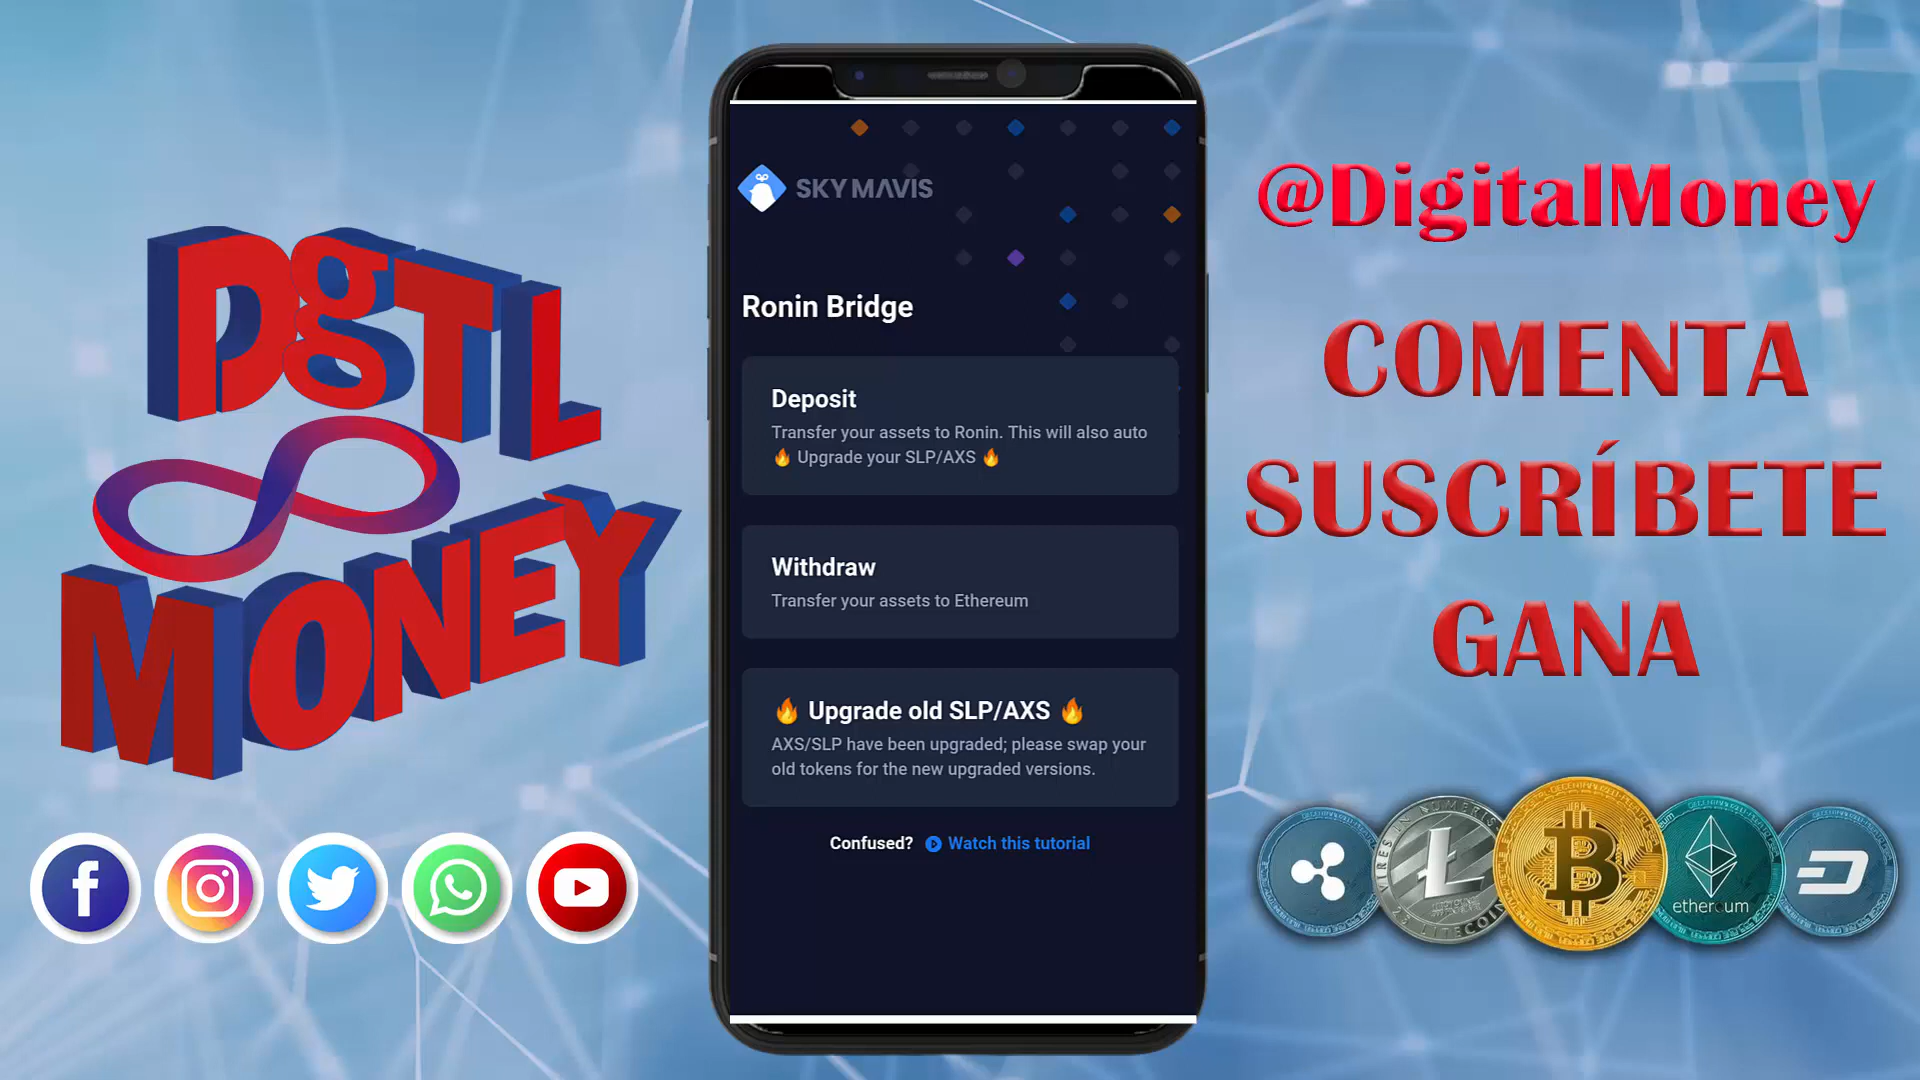 DgTL
MONEY
SKY MAVIS
Ronin Bridge
Deposit
Transfer your assets to Ronin. This will also auto
🔥 Upgrade your SLP/AXS 🔥
Withdraw
Transfer your assets to Ethereum
🔥 Upgrade old SLP/AXS 🔥
AXS/SLP have been upgraded; please swap your
old tokens for the new upgraded versions.
Confused? Watch this tutorial
@DigitalMoney
COMENTA
SUSCRÍBETE
GANA
ethereum